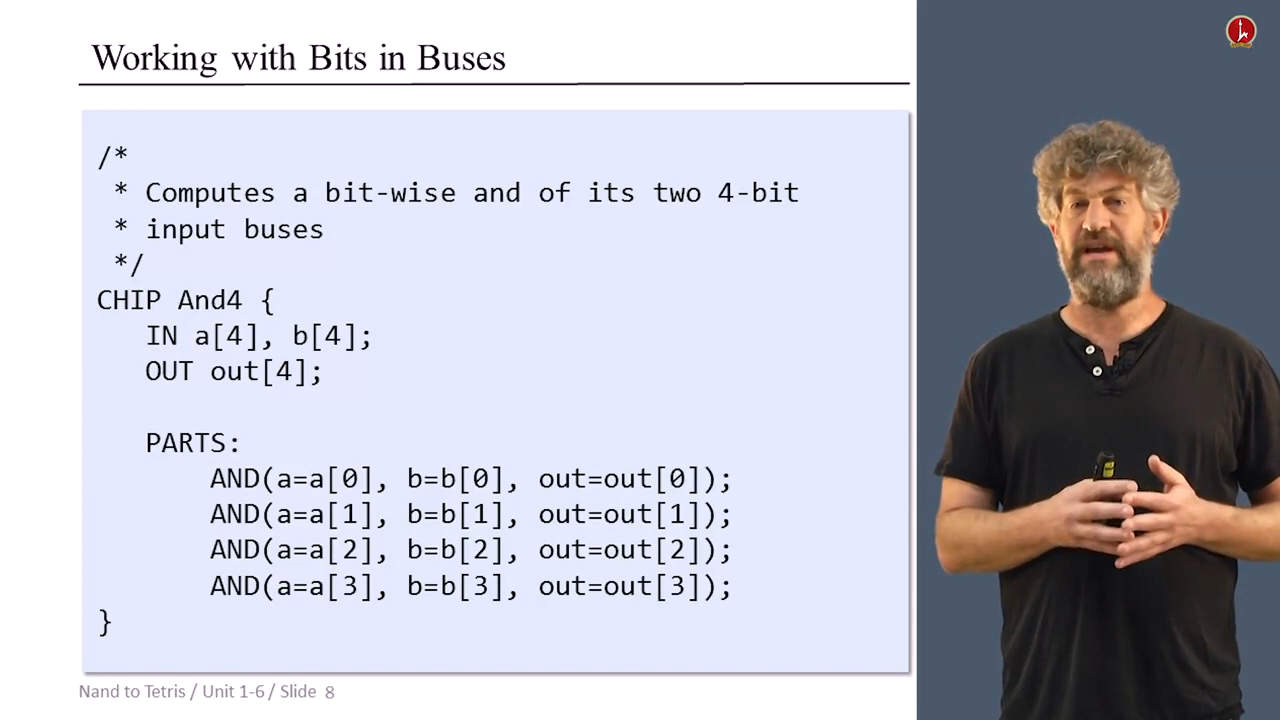 Working with Bits in Buses
/*
* Computes a bit-wise and of its two 4-bit
* input buses
*/
CHIP And4 {
IN a[4], b[4];
OUT out[4];
PARTS:
AND(a=a[0], b=b[0], out=out[0]);
AND(a=a[1], b=b[1], out=out[1]);
AND(a=a[2], b=b[2], out=out[2]);
AND(a=a[3], b=b[3], out=out[3]);
}
Nand to Tetris / Unit 1-6 / Slide 8